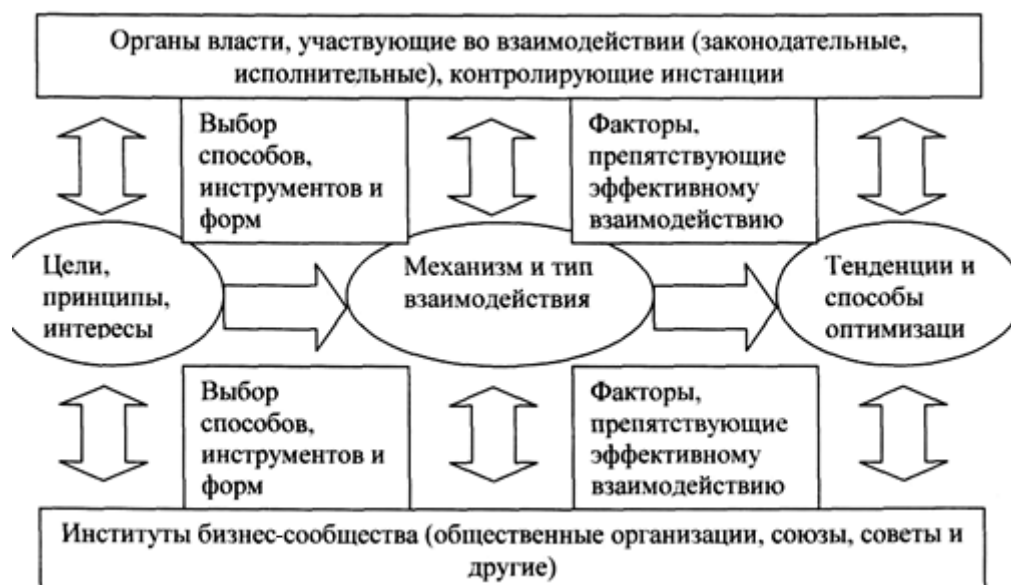 Органы власти, участвующие во взаимодействии (законодательные,
исполнительные), контролирующие инстанции
Выбор
способов,
инструментов и
форм
Факторы,
препятствующие
эффективному
взаимодействию
Цели,
принципы,
интересы
Механизм и тип
взаимодействия
Тенденции и
способы
оптимизаци
Выбор
способов,
инструментов и
форм
Факторы,
препятствующие
эффективному
взаимодействию
Институты бизнес-сообщества (общественные организации, союзы, советы и
другие)